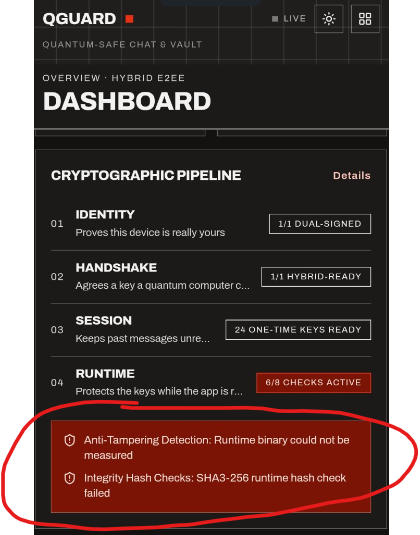 QGUARD
LIVE
QUANTUM-SAFE CHAT & VAULT
OVERVIEW · HYBRID E2EE
DASHBOARD
CRYPTOGRAPHIC PIPELINE
Details
01
IDENTITY
Proves this device is really yours
1/1 DUAL-SIGNED
02
HANDSHAKE
Agrees a key a quantum computer c...
1/1 HYBRID-READY
03
SESSION
Keeps past messages unre...
24 ONE-TIME KEYS READY
04
RUNTIME
Protects the keys while the app is r...
6/8 CHECKS ACTIVE
Anti-Tampering Detection: Runtime binary could not be
measured
Integrity Hash Checks: SHA3-256 runtime hash check
failed